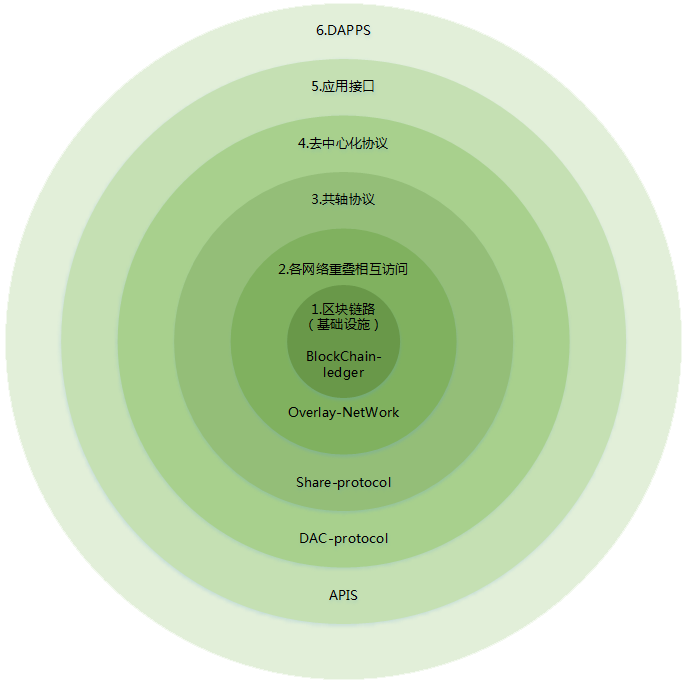 6.DAPPS
5.应用接口
4.去中心化协议
3.共轴协议
2.各网络重叠相互访问
1.区块链路
（基础设施）
BlockChain-
ledger
Overlay-NetWork
Share-protocol
DAC-protocol
APIS